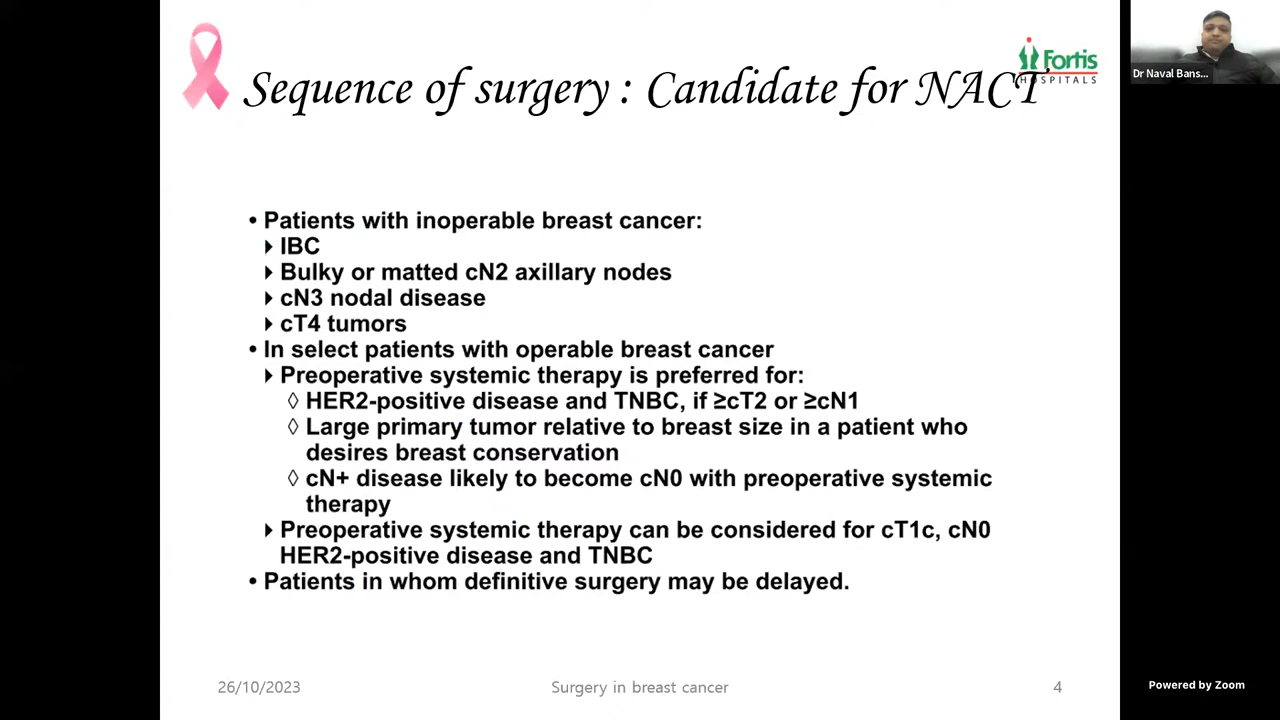 Fortis
HOSPITALS
Dr Naval Bans...
Sequence of surgery : Candidate for NACT
• Patients with inoperable breast cancer:
IBC
Bulky or matted cN2 axillary nodes
cN3 nodal disease
cT4 tumors
• In select patients with operable breast cancer
Preoperative systemic therapy is preferred for:
◊ HER2-positive disease and TNBC, if ≥cT2 or ≥cN1
◊ Large primary tumor relative to breast size in a patient who
desires breast conservation
◊ cN+ disease likely to become cN0 with preoperative systemic
therapy
Preoperative systemic therapy can be considered for cT1c, cN0
HER2-positive disease and TNBC
• Patients in whom definitive surgery may be delayed.
26/10/2023
Surgery in breast cancer
4
Powered by Zoom